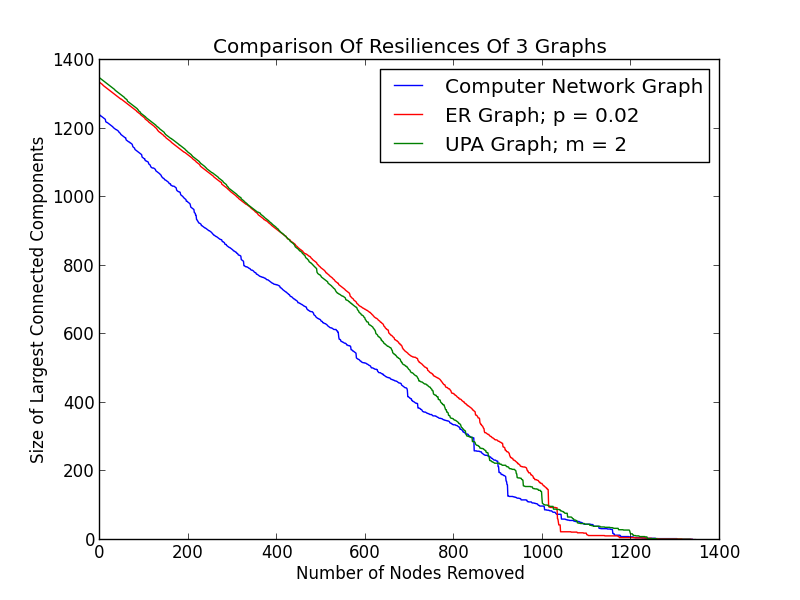 Comparison Of Resiliences Of 3 Graphs
Size of Largest Connected Components
1400
1200
1000
800
600
400
200
0
Computer Network Graph
ER Graph; p = 0.02
UPA Graph; m = 2
0 200 400 600 800 1000 1200 1400
Number of Nodes Removed